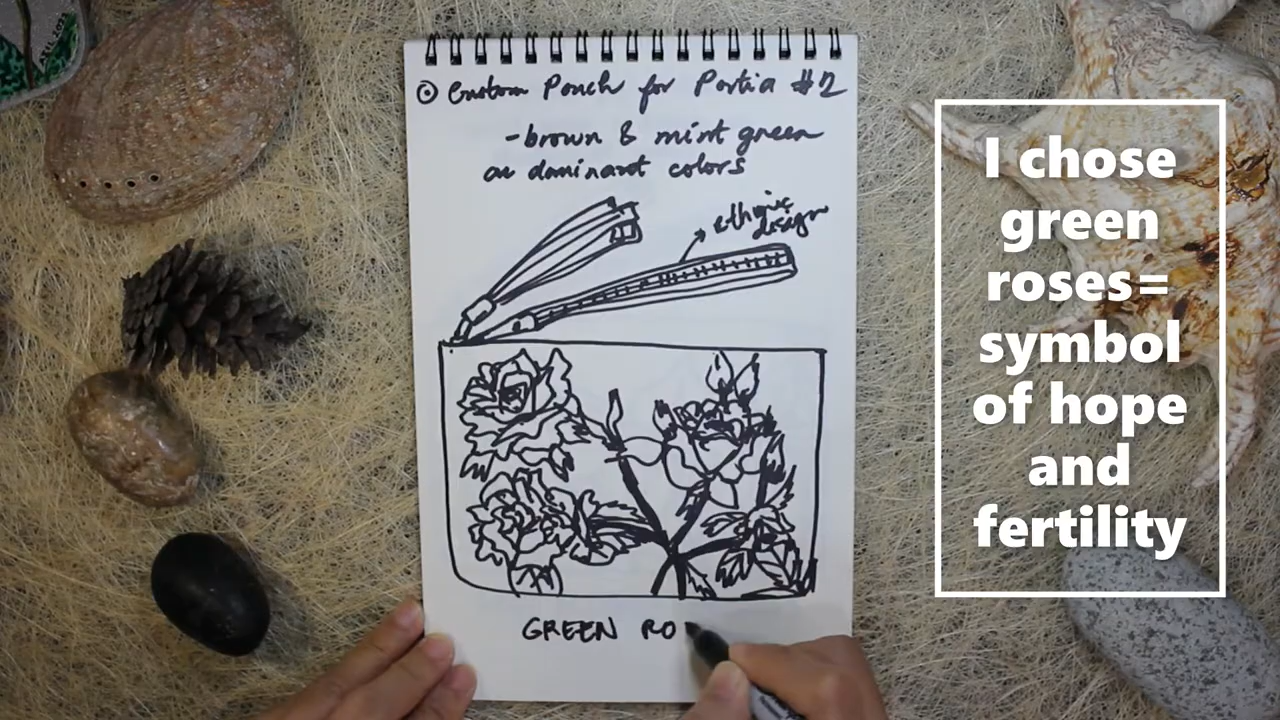 Custom Pouch for Portia #2
-brown & mint green
as dominant colors
ethnic
design
GREEN RO
I chose
green
roses=
symbol
of hope
and
fertility